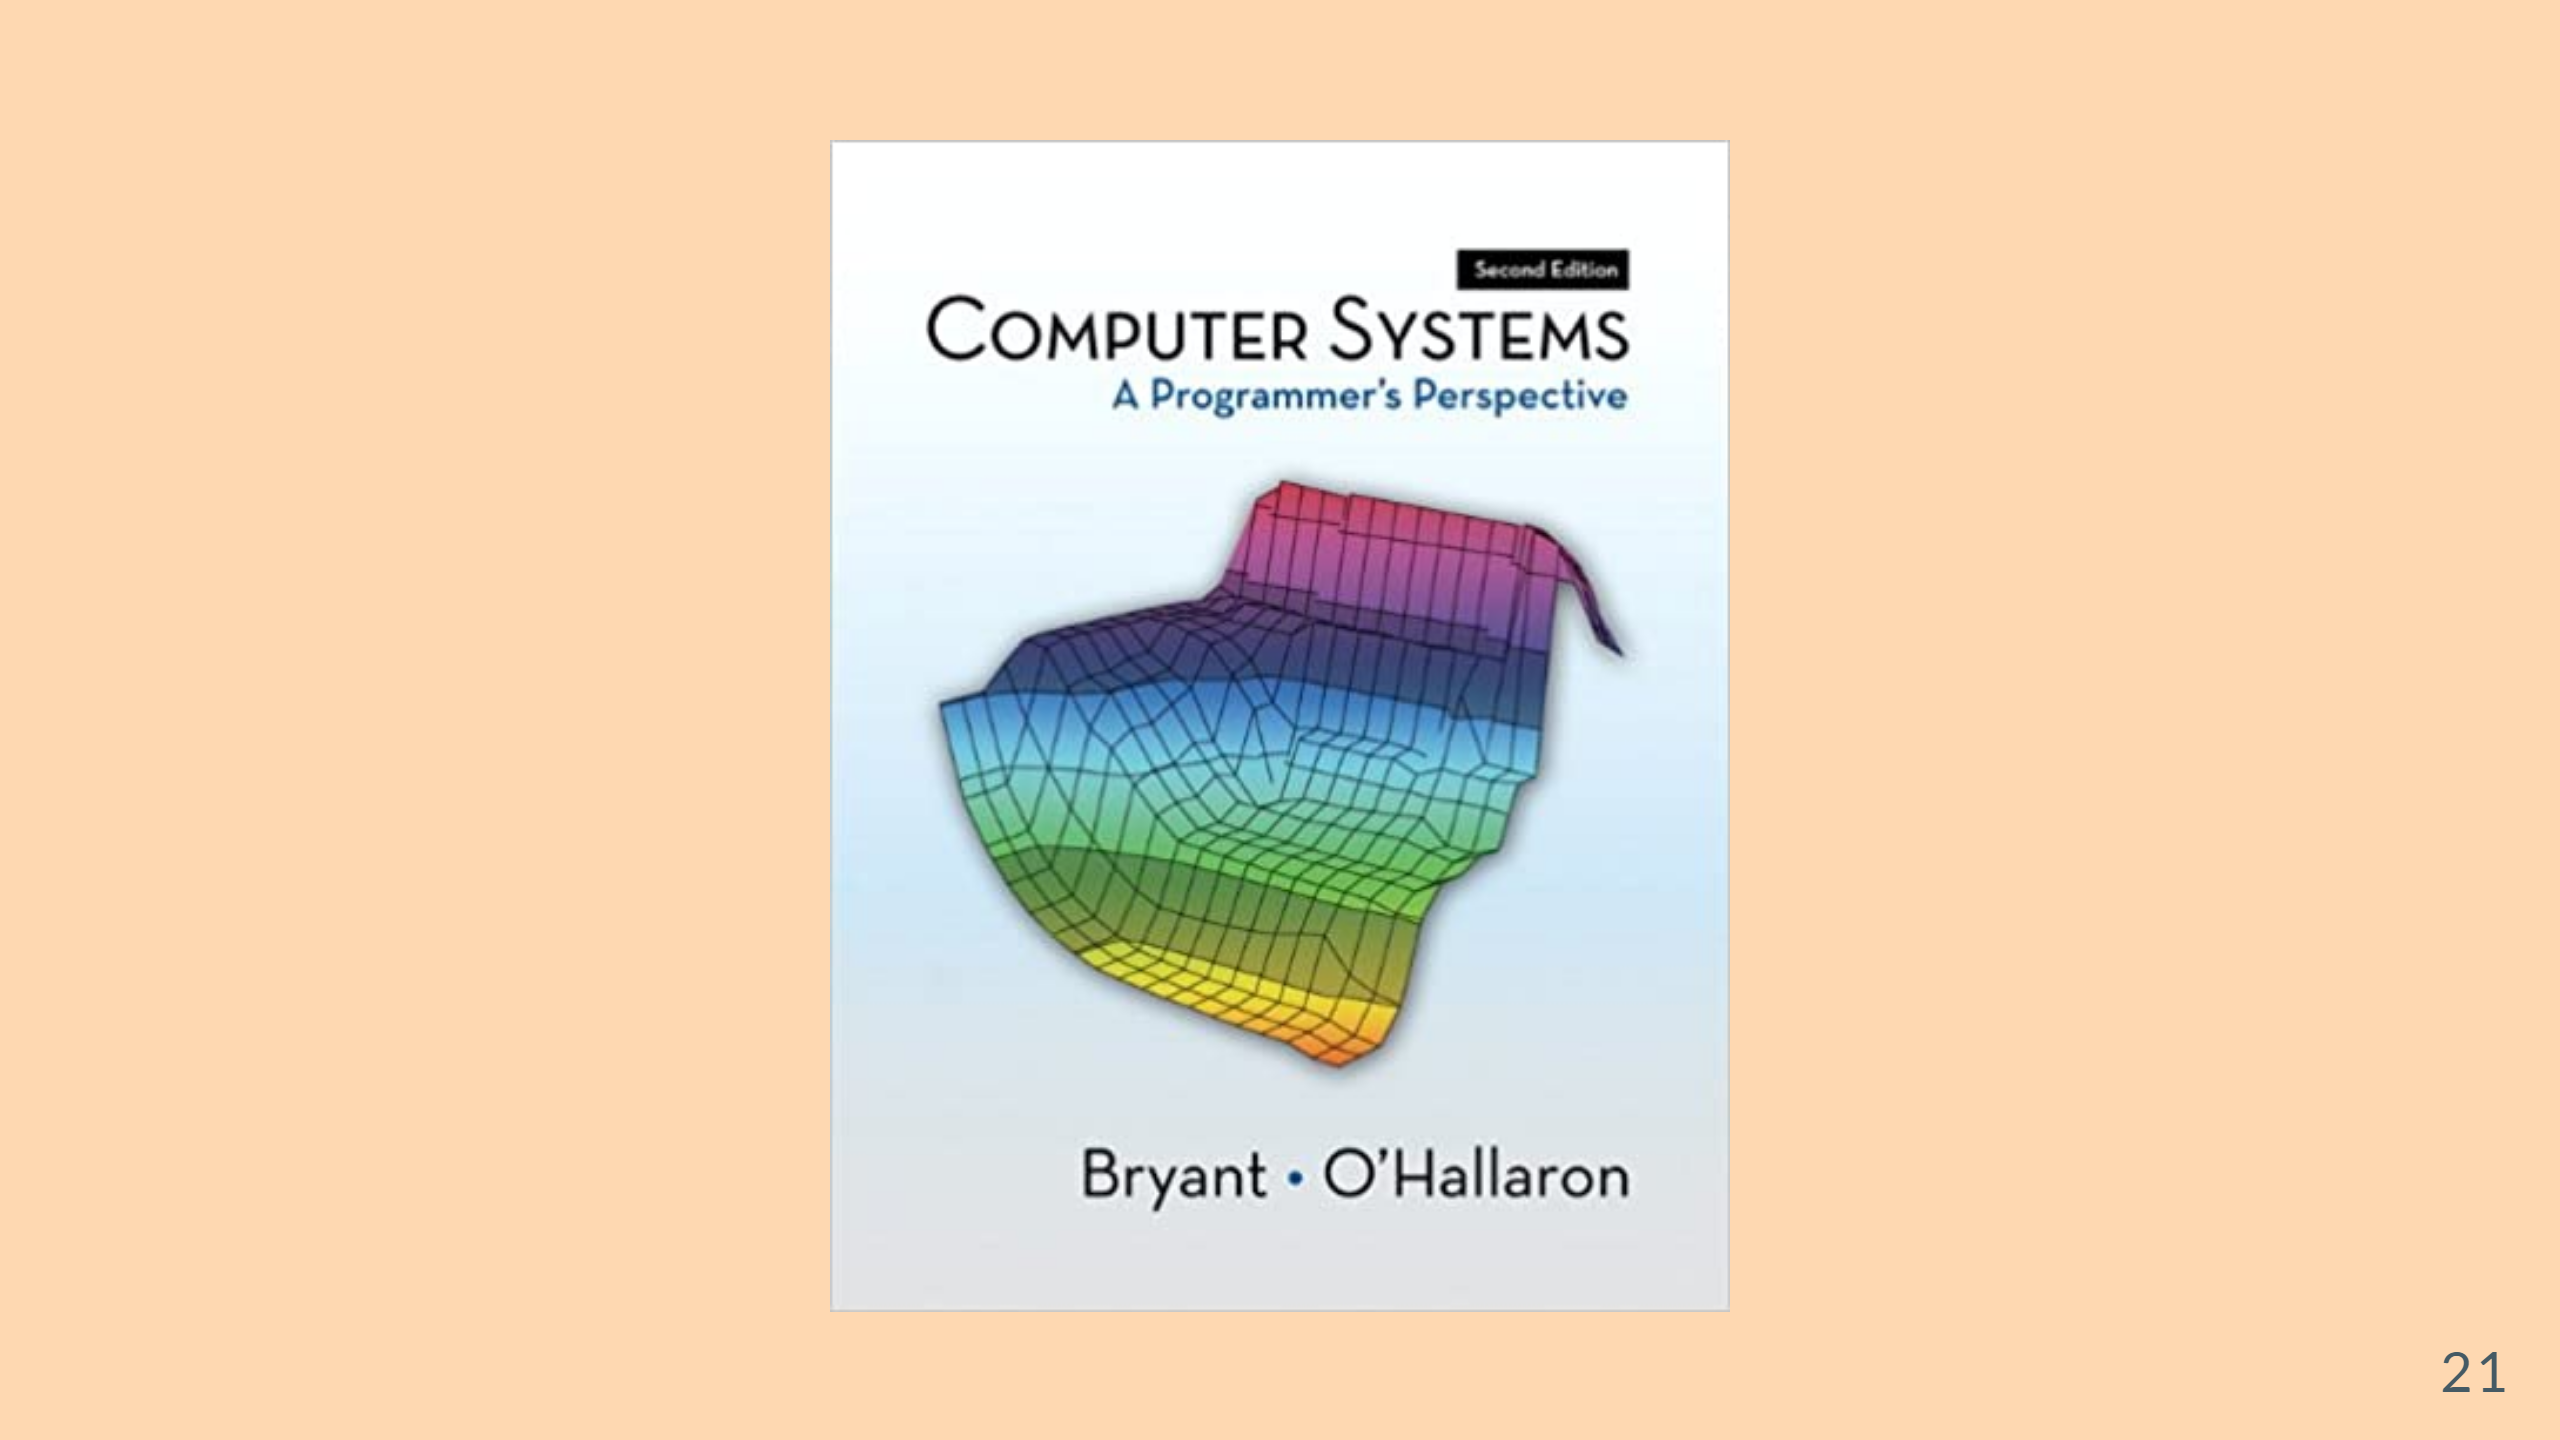 Second Edition
COMPUTER SYSTEMS
A Programmer's Perspective
Bryant • O'Hallaron
21